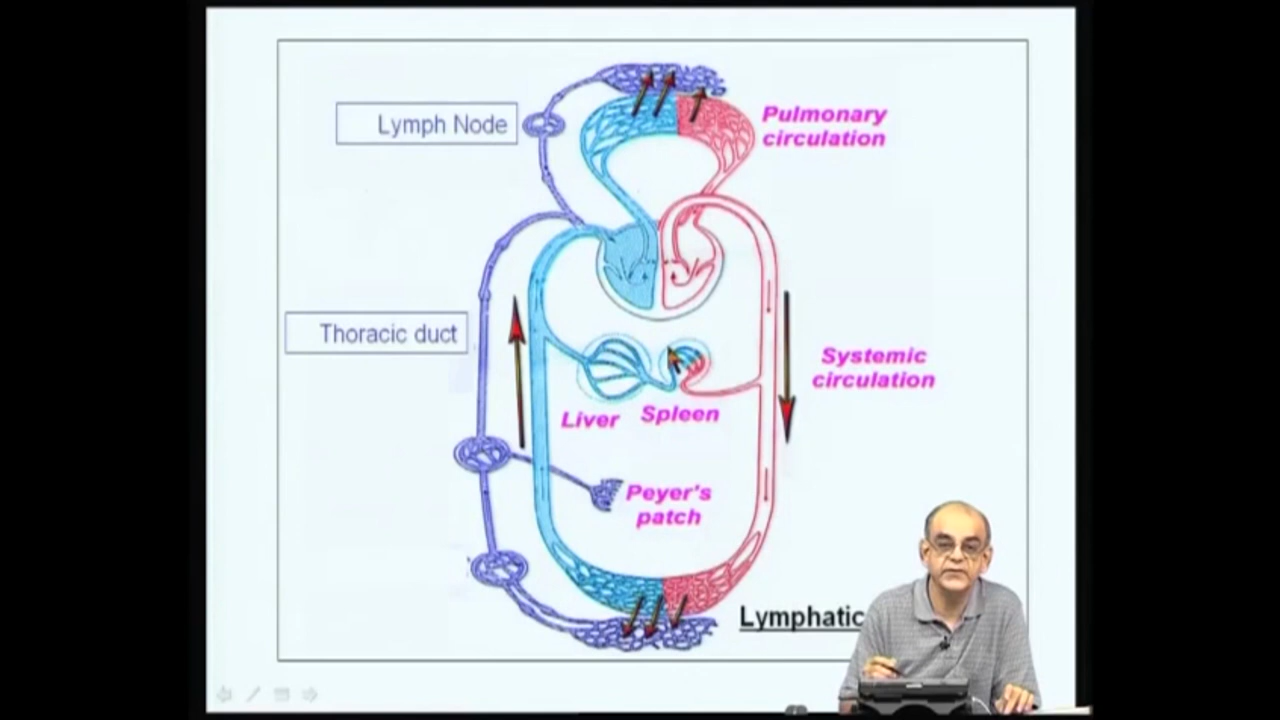 Lymph Node
Pulmonary
circulation
Thoracic duct
Systemic
circulation
Liver
Spleen
Peyer's
patch
Lymphatic